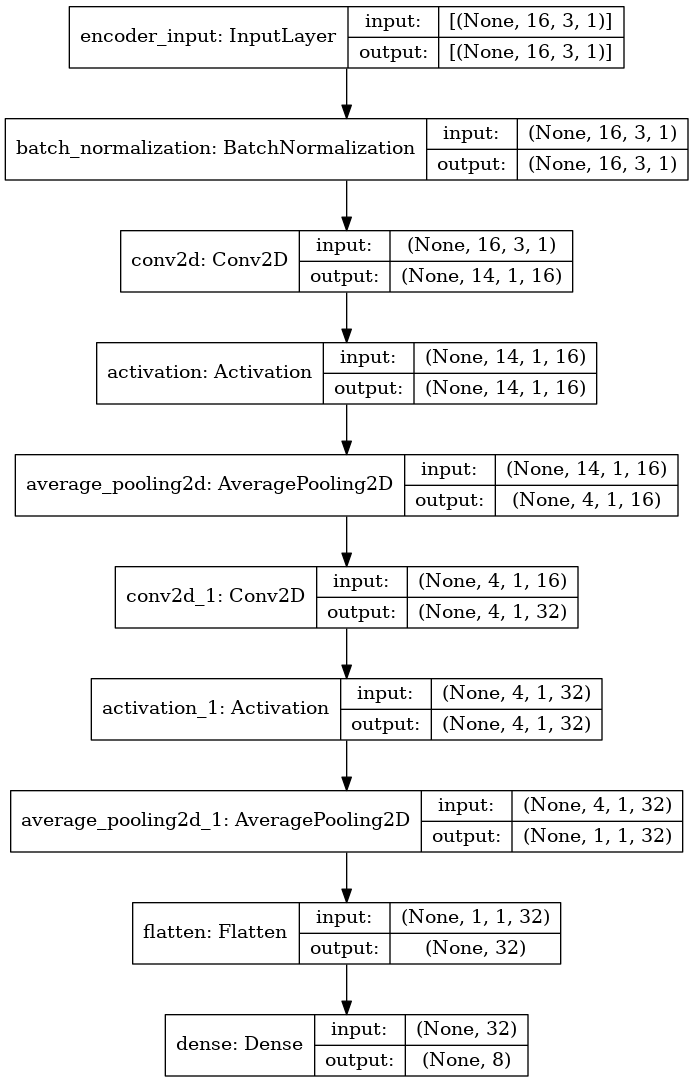 encoder_input: InputLayer
input:
[(None, 16, 3, 1)]
output:
[(None, 16, 3, 1)]
batch_normalization: BatchNormalization
input:
(None, 16, 3, 1)
output:
(None, 16, 3, 1)
conv2d: Conv2D
input:
(None, 16, 3, 1)
output:
(None, 14, 1, 16)
activation: Activation
input:
(None, 14, 1, 16)
output:
(None, 14, 1, 16)
average_pooling2d: AveragePooling2D
input:
(None, 14, 1, 16)
output:
(None, 4, 1, 16)
conv2d_1: Conv2D
input:
(None, 4, 1, 16)
output:
(None, 4, 1, 32)
activation_1: Activation
input:
(None, 4, 1, 32)
output:
(None, 4, 1, 32)
average_pooling2d_1: AveragePooling2D
input:
(None, 4, 1, 32)
output:
(None, 1, 1, 32)
flatten: Flatten
input:
(None, 1, 1, 32)
output:
(None, 32)
dense: Dense
input:
(None, 32)
output:
(None, 8)